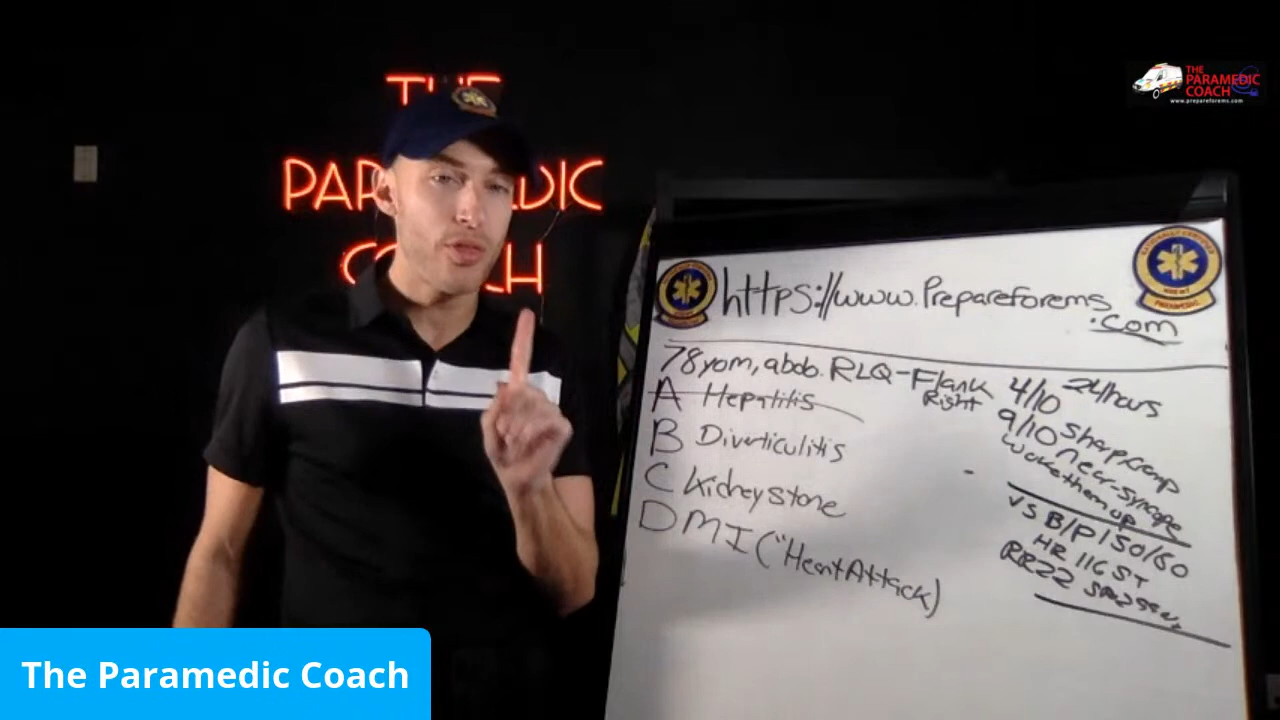 THE
PARAMEDIC
COACH
THE
PARAMEDIC
COACH
www.prepareforems.com
https://www.Prepareforems
.com
78yom, abdo. RLQ-Flank
Right
4/10 24hours
9/10 sharp cramp
near-syncope
woke them up
A Hepatitis
B Diverticulitis
C Kidney stone
D MI ("Heart Attack)
VS B/P 150/60
HR 116 ST
RR22
PARAMEDIC
The Paramedic Coach